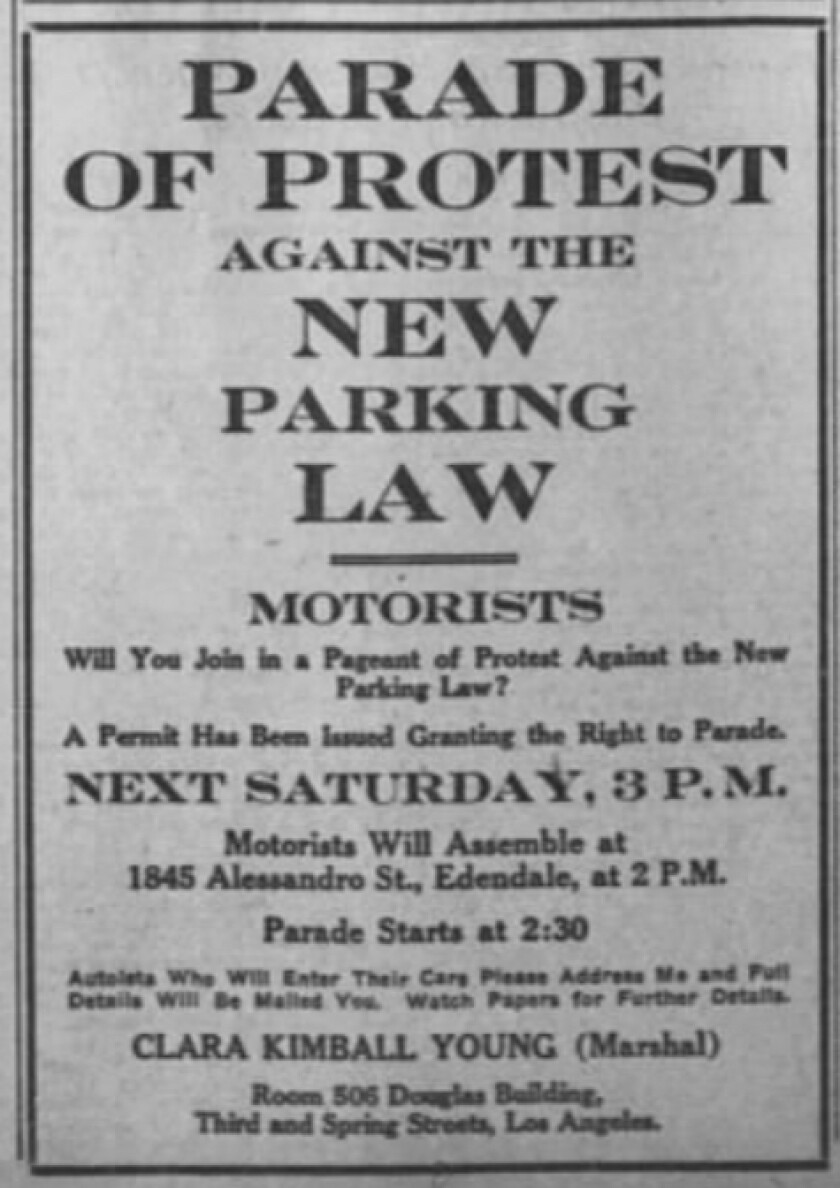 PARADE
OF PROTEST
AGAINST THE
NEW
PARKING
LAW
MOTORISTS
Will You Join in a Pageant of Protest Against the New
Parking Law?
A Permit Has Been Issued Granting the Right to Parade.
NEXT SATURDAY, 3 P.M.
Motorists Will Assemble at
1845 Alessandro St., Edendale, at 2 P.M.
Parade Starts at 2:30
Autoists Who Will Enter Their Cars Please Address Me and Full
Details Will Be Mailed You. Watch Papers for Further Details.
CLARA KIMBALL YOUNG (Marshal)
Room 506 Douglas Building,
Third and Spring Streets, Los Angeles.